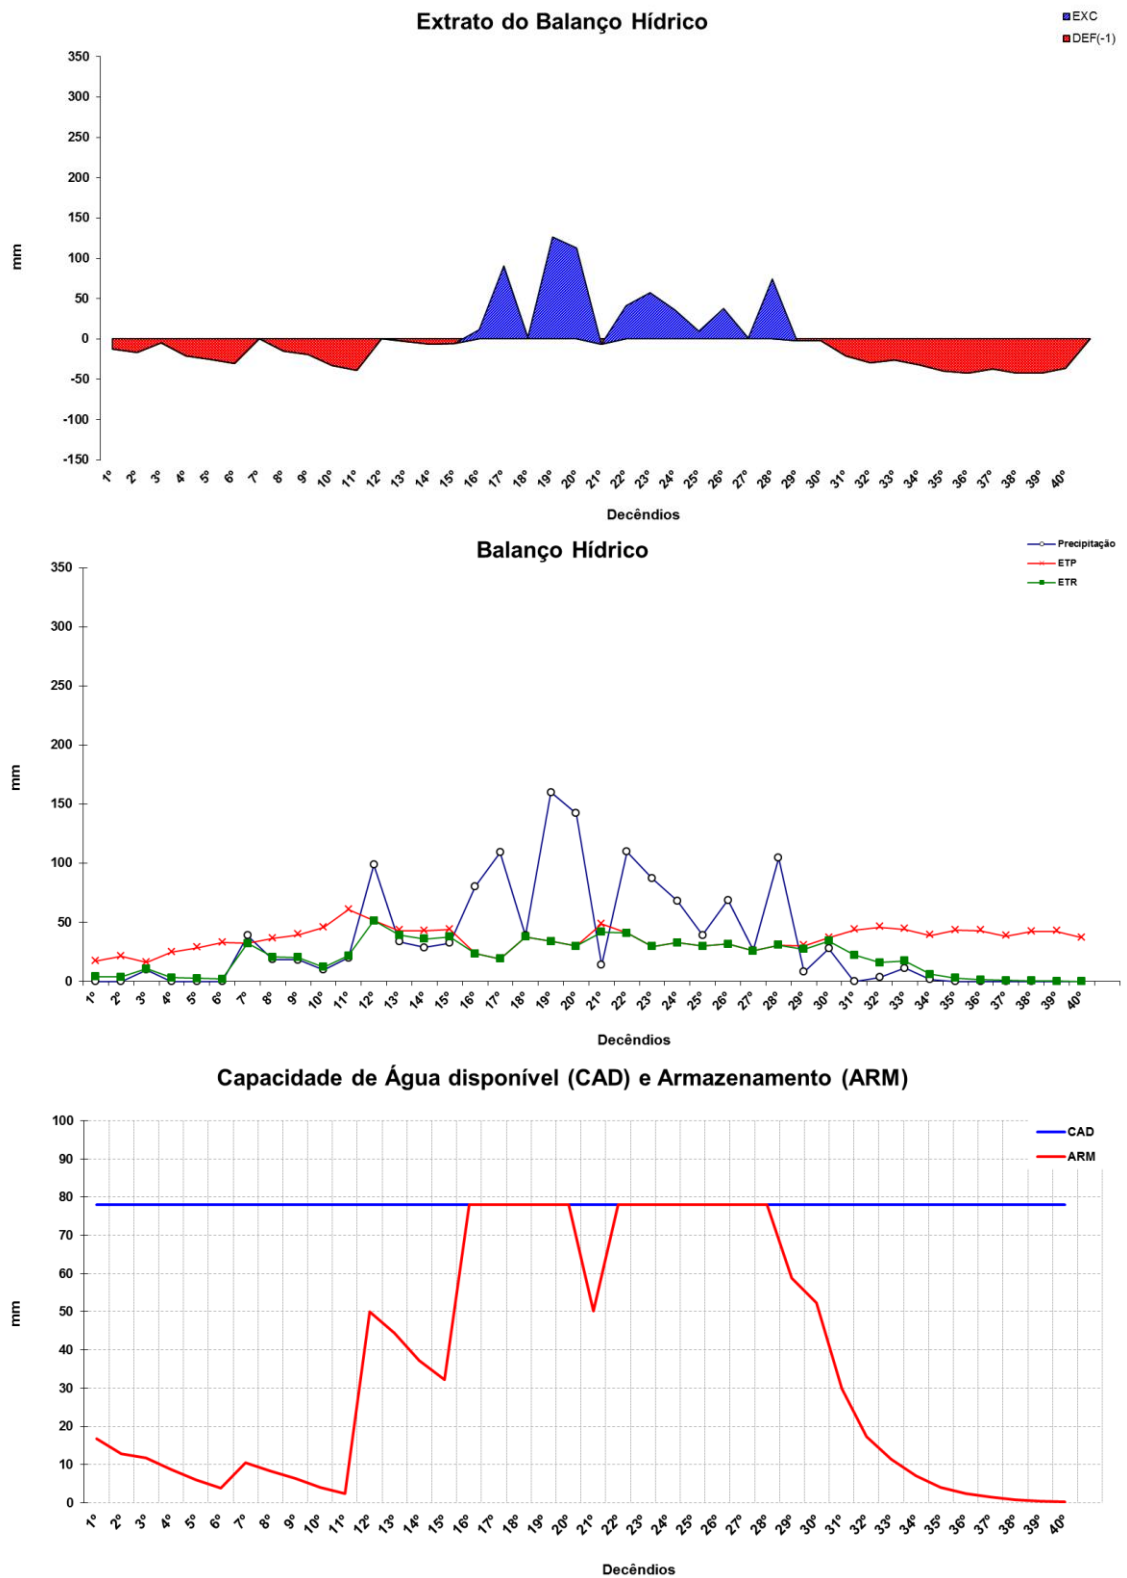 Extrato do Balanço Hídrico
EXC
DEF(-1)
350
300
250
200
150
100
50
0
-50
-100
-150
mm
1º 2º 3º 4º 5º 6º 7º 8º 9º 10º 11º 12º 13º 14º 15º 16º 17º 18º 19º 20º 21º 22º 23º 24º 25º 26º 27º 28º 29º 30º 31º 32º 33º 34º 35º 36º 37º 38º 39º 40º
Decêndios
Balanço Hídrico
Precipitação
ETP
ETR
350
300
250
200
150
100
50
0
mm
1º 2º 3º 4º 5º 6º 7º 8º 9º 10º 11º 12º 13º 14º 15º 16º 17º 18º 19º 20º 21º 22º 23º 24º 25º 26º 27º 28º 29º 30º 31º 32º 33º 34º 35º 36º 37º 38º 39º 40º
Decêndios
Capacidade de Água disponível (CAD) e Armazenamento (ARM)
CAD
ARM
100
90
80
70
60
50
40
30
20
10
0
mm
1º 2º 3º 4º 5º 6º 7º 8º 9º 10º 11º 12º 13º 14º 15º 16º 17º 18º 19º 20º 21º 22º 23º 24º 25º 26º 27º 28º 29º 30º 31º 32º 33º 34º 35º 36º 37º 38º 39º 40º
Decêndios